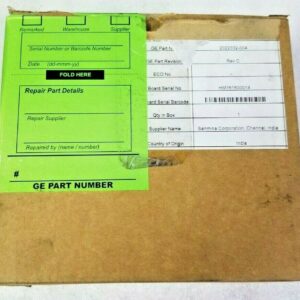 Remarked Warehouse Supplier
Serial Number or Barcode Number
Date (dd-mmm-yy)
FOLD HERE
Repair Part Details
Repair Supplier
Repaired by (name / number)
#
GE PART NUMBER
GE Part No
GE Part Revision Rev C
ECO No
Board Serial No
Board Serial Barcode
Qty in Box 1
Supplier Name Sanmina Corporation, Chennai, India
Country of Origin India